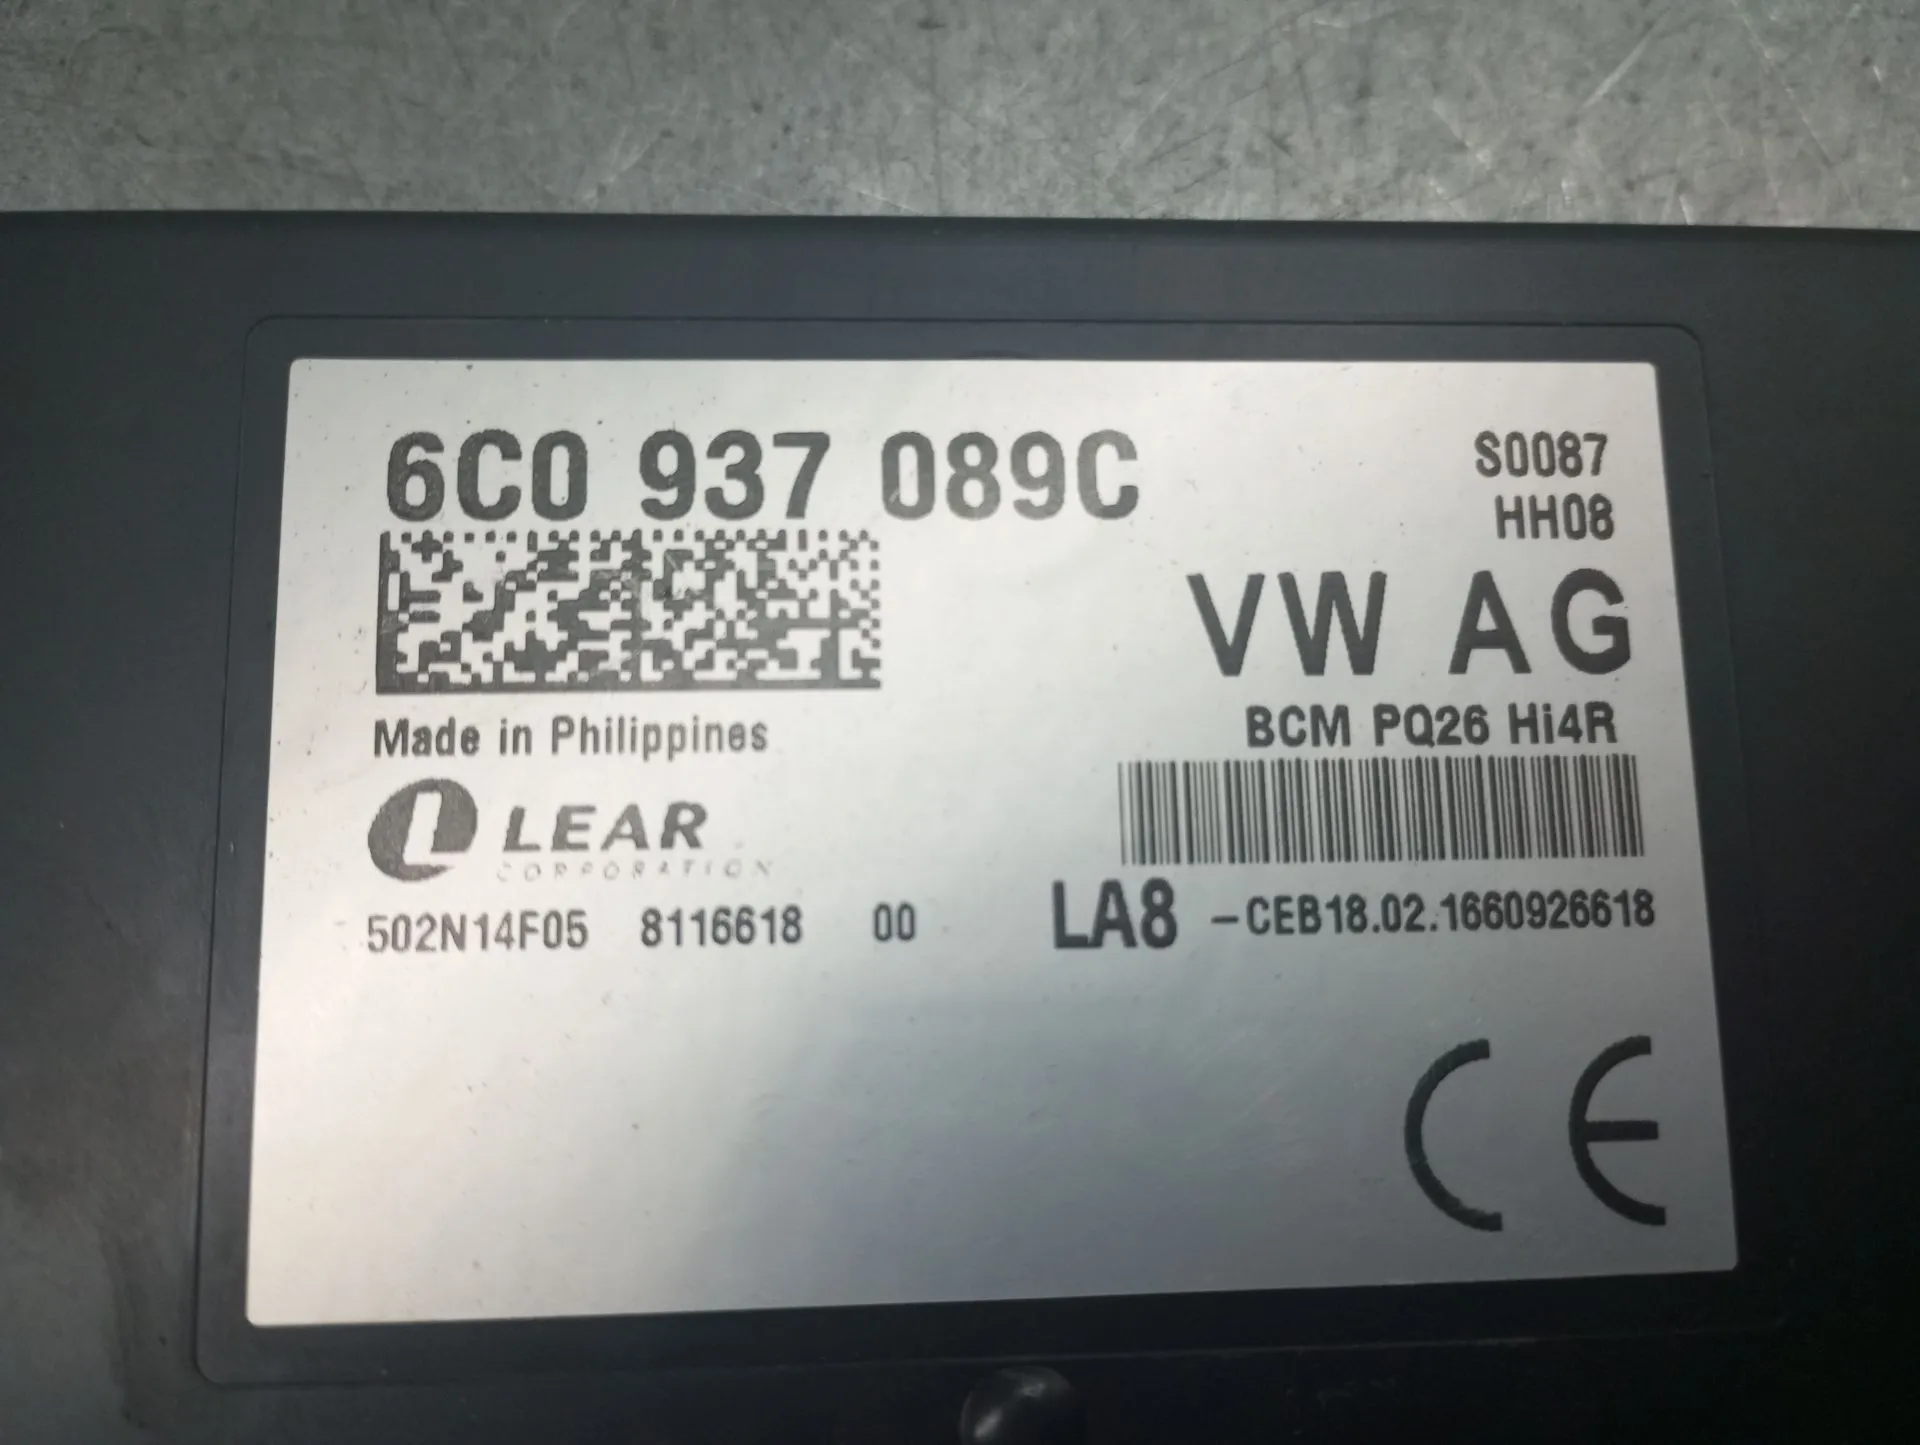 6C0 937 089C
S0087
HH08
VW AG
BCM PQ26 Hi4R
Made in Philippines
LEAR
CORPORATION
502N14F05 8116618 00
LA8 -CEB18.02.1660926618
CE